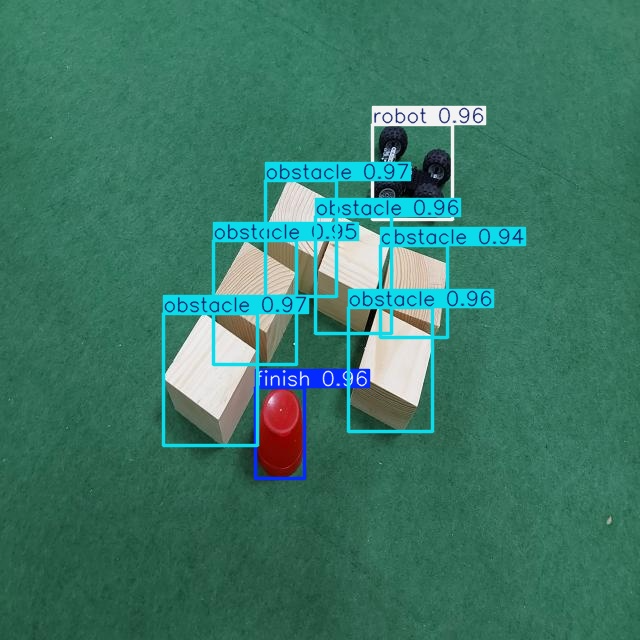 robot 0.96
obstacle 0.97
obstacle 0.96
obstacle 0.95
obstacle 0.94
obstacle 0.97
obstacle 0.96
finish 0.96